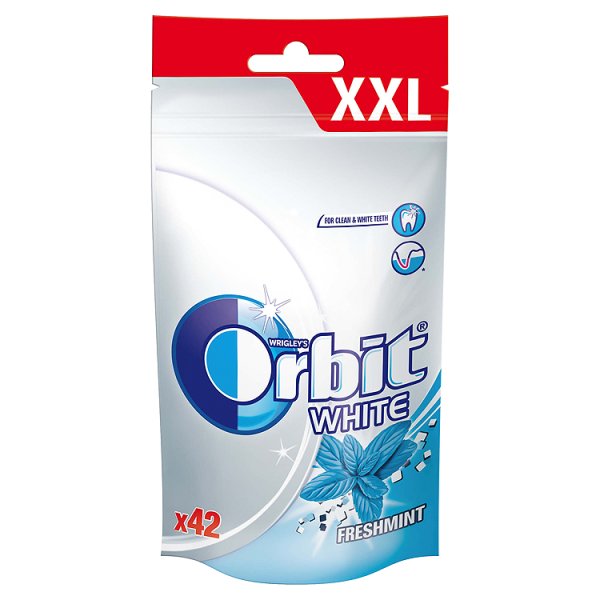 XXL
FOR CLEAN & WHITE TEETH
*
WRIGLEY'S
Orbit®
WHITE
x42
FRESHMINT